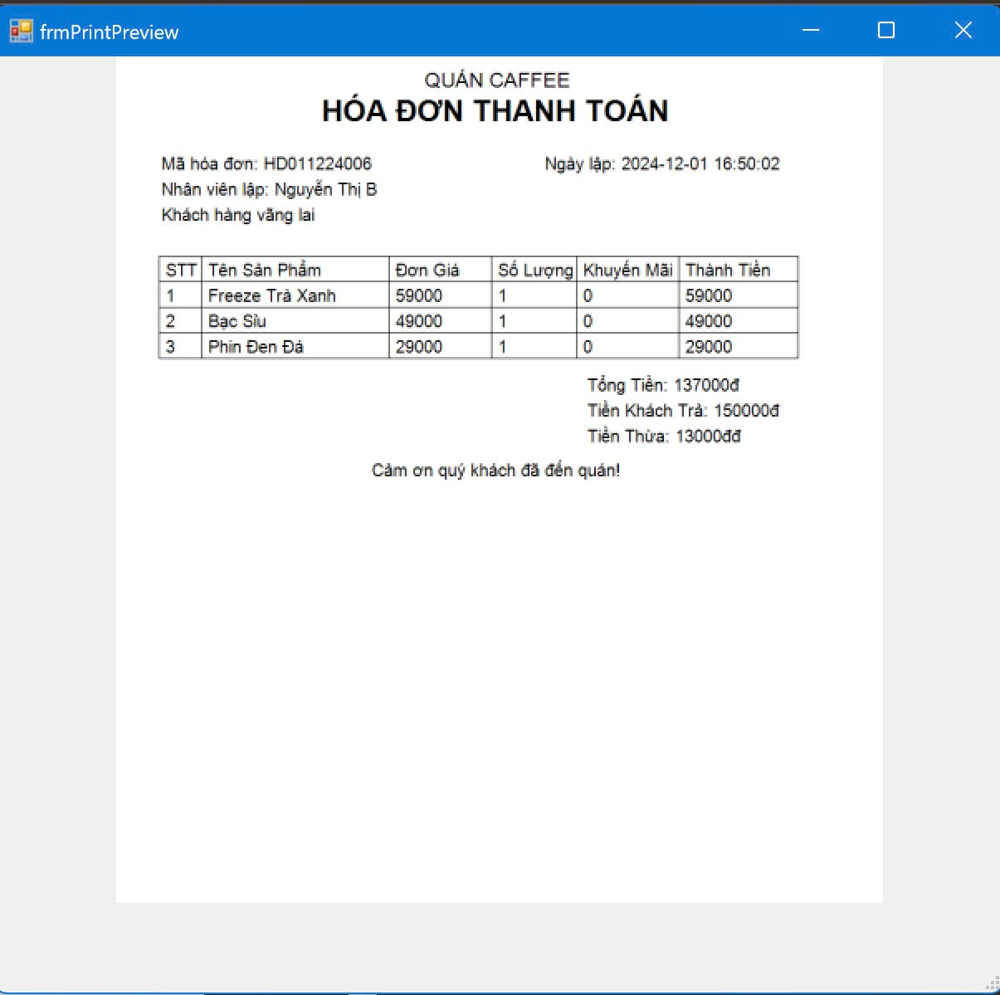 frmPrintPreview
QUÁN CAFFEE
HÓA ĐƠN THANH TOÁN
Mã hóa đơn: HD011224006 Ngày lập: 2024-12-01 16:50:02
Nhân viên lập: Nguyễn Thị B
Khách hàng vãng lai
STT Tên Sản Phẩm Đơn Giá Số Lượng Khuyến Mãi Thành Tiền
1 Freeze Trà Xanh 59000 1 0 59000
2 Bạc Sỉu 49000 1 0 49000
3 Phin Đen Đá 29000 1 0 29000
Tổng Tiền: 137000đ
Tiền Khách Trả: 150000đ
Tiền Thừa: 13000đđ
Cảm ơn quý khách đã đến quán!